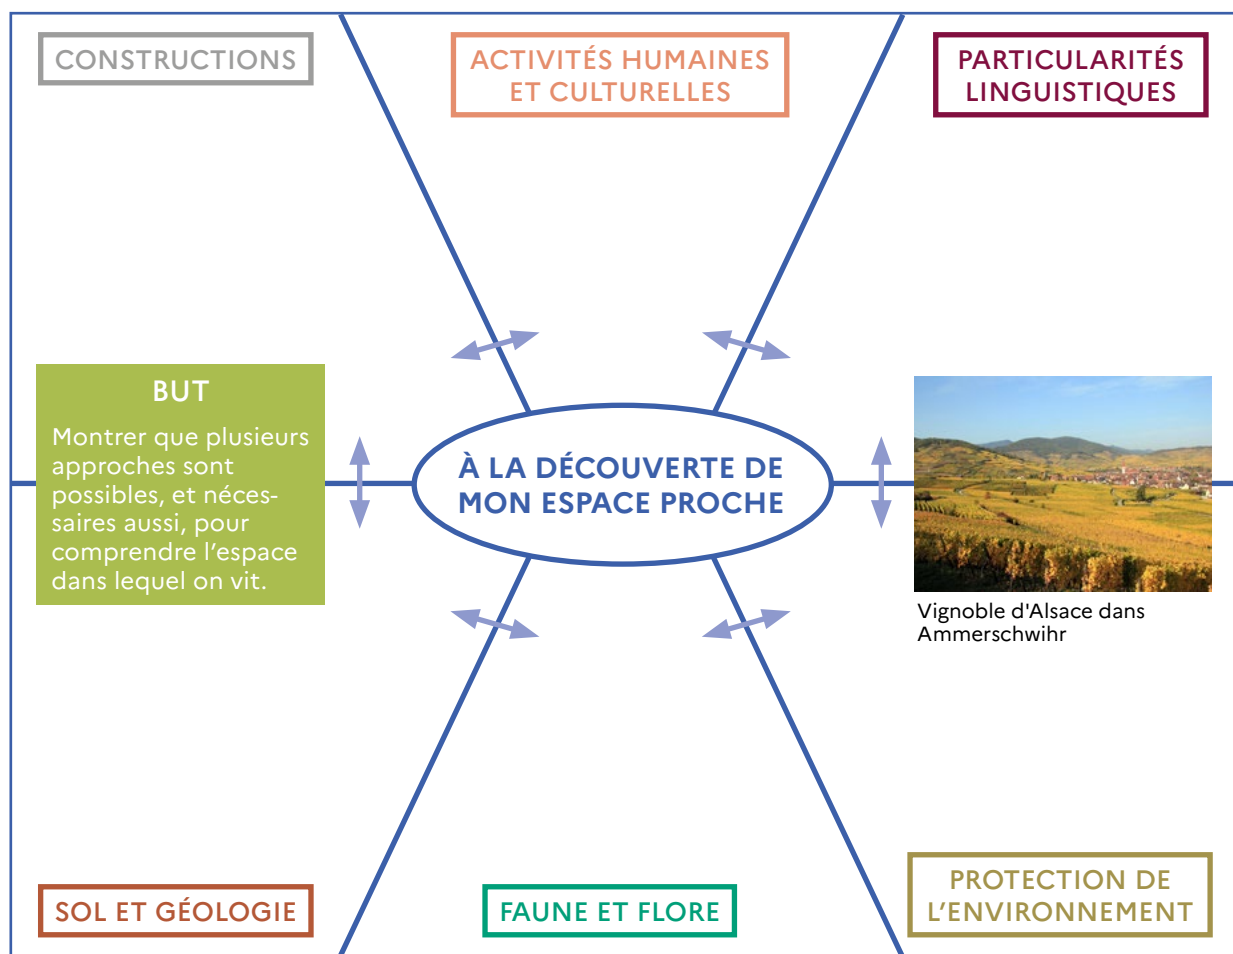 CONSTRUCTIONS
ACTIVITÉS HUMAINES
ET CULTURELLES
PARTICULARITÉS
LINGUISTIQUES
BUT
Montrer que plusieurs
approches sont
possibles, et néces-
saires aussi, pour
comprendre l’espace
dans lequel on vit.
À LA DÉCOUVERTE DE
MON ESPACE PROCHE
Vignoble d'Alsace dans
Ammerschwihr
SOL ET GÉOLOGIE
FAUNE ET FLORE
PROTECTION DE
L’ENVIRONNEMENT